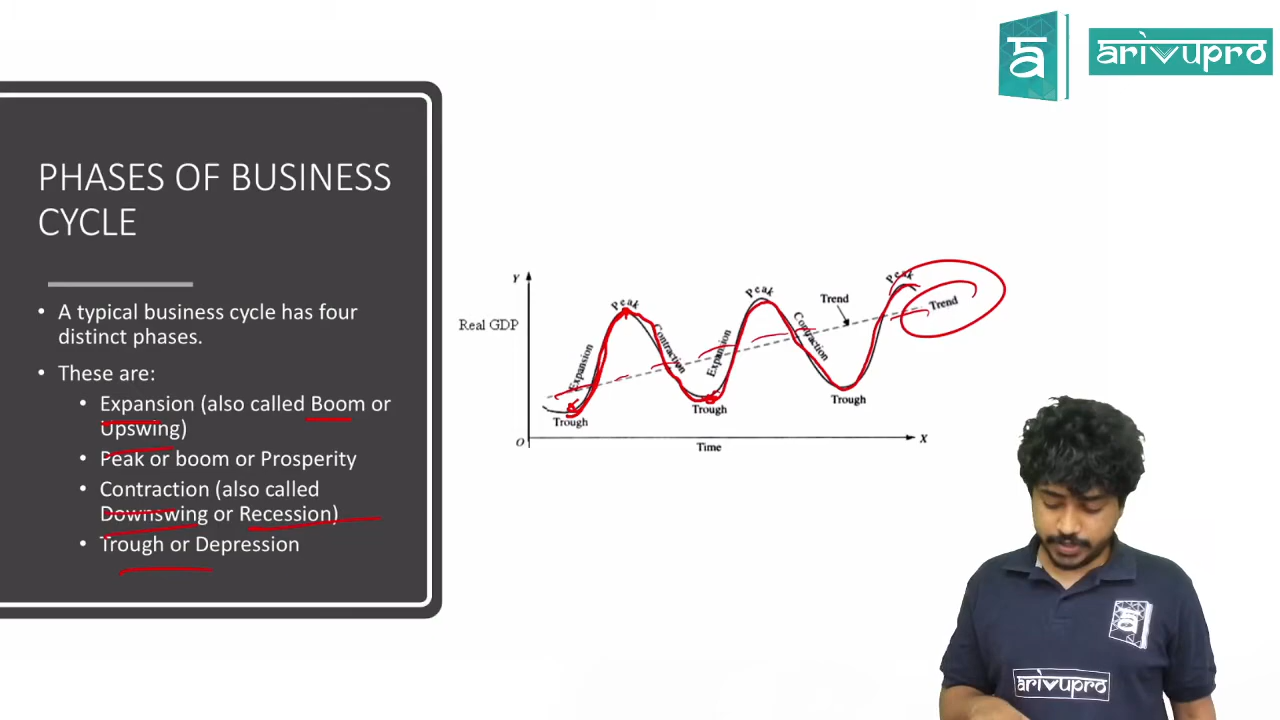 ā
arivupro
PHASES OF BUSINESS
CYCLE
• A typical business cycle has four
distinct phases.
• These are:
• Expansion (also called Boom or
Upswing)
• Peak or boom or Prosperity
• Contraction (also called
Downswing or Recession)
• Trough or Depression
Y
Real GDP
Peak
Peak
Peak
Trend
Trend
Expansion
Contraction
Expansion
Contraction
Trough
Trough
Trough
O
Time
X
ā
arivupro